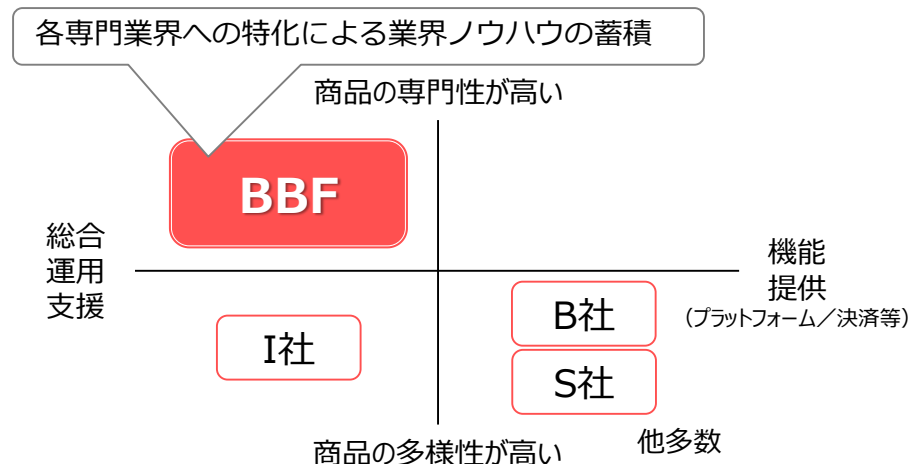 各専門業界への特化による業界ノウハウの蓄積
商品の専門性が高い
BBF
総合
運用
支援
機能
提供
（プラットフォーム／決済等）
I社
B社
S社
他多数
商品の多様性が高い